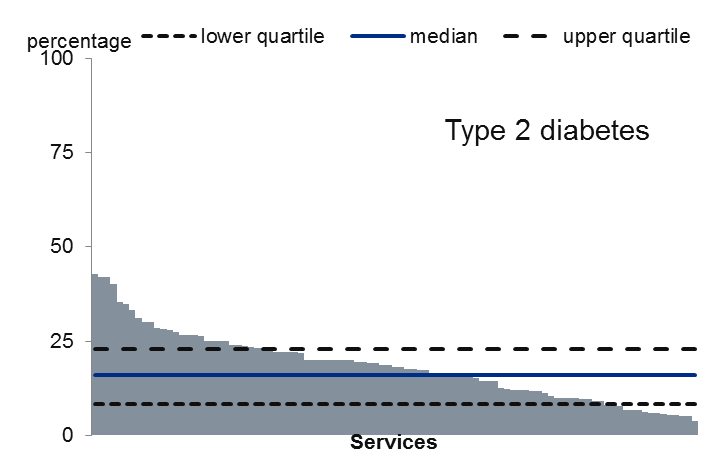 percentage
lower quartile
median
upper quartile
100
Type 2 diabetes
75
50
25
0
Services